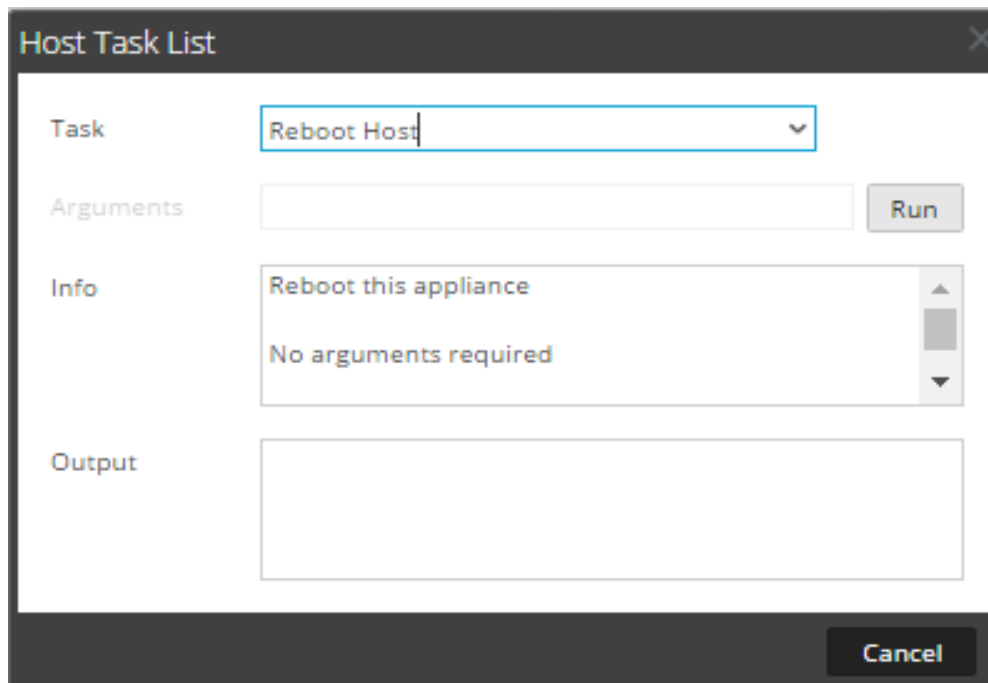 Host Task List
Task
Reboot Host
Arguments
Run
Info
Reboot this appliance
No arguments required
Output
Cancel